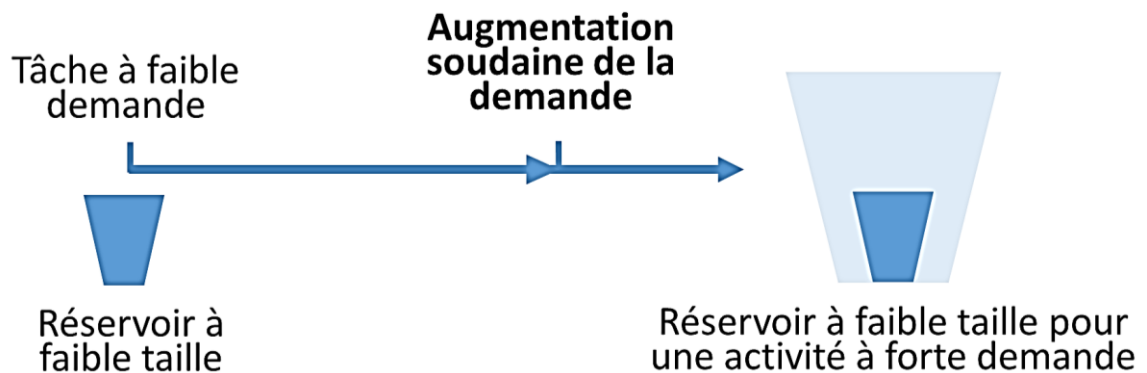 Tâche à faible
demande
Augmentation
soudaine de la
demande
Réservoir à
faible taille
Réservoir à faible taille pour
une activité à forte demande